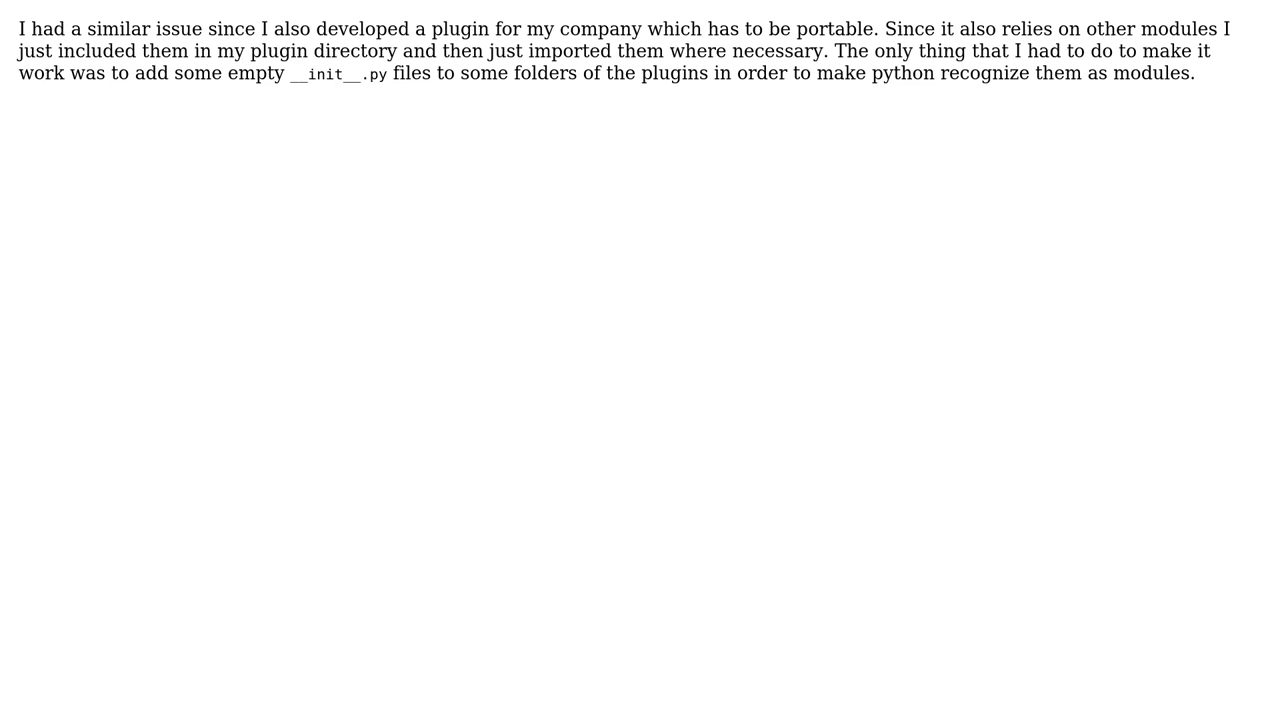 I had a similar issue since I also developed a plugin for my company which has to be portable. Since it also relies on other modules I
just included them in my plugin directory and then just imported them where necessary. The only thing that I had to do to make it
work was to add some empty __init__.py files to some folders of the plugins in order to make python recognize them as modules.